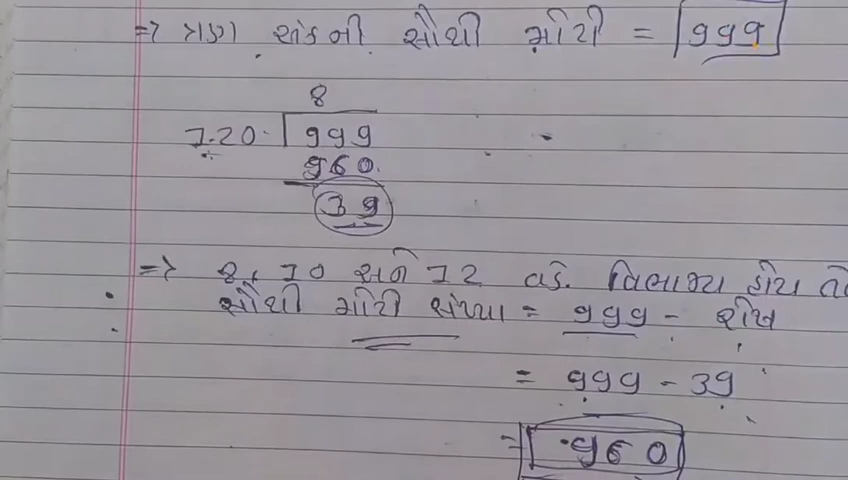 => ત્રણ અંકની સૌથી મોટી = 999
8
120 999
960
39
=> 8, 10 અને 12 વડે વિભાજ્ય હોય તે
સૌથી મોટી સંખ્યા = 999 - શેષ
= 999 - 39
= 960